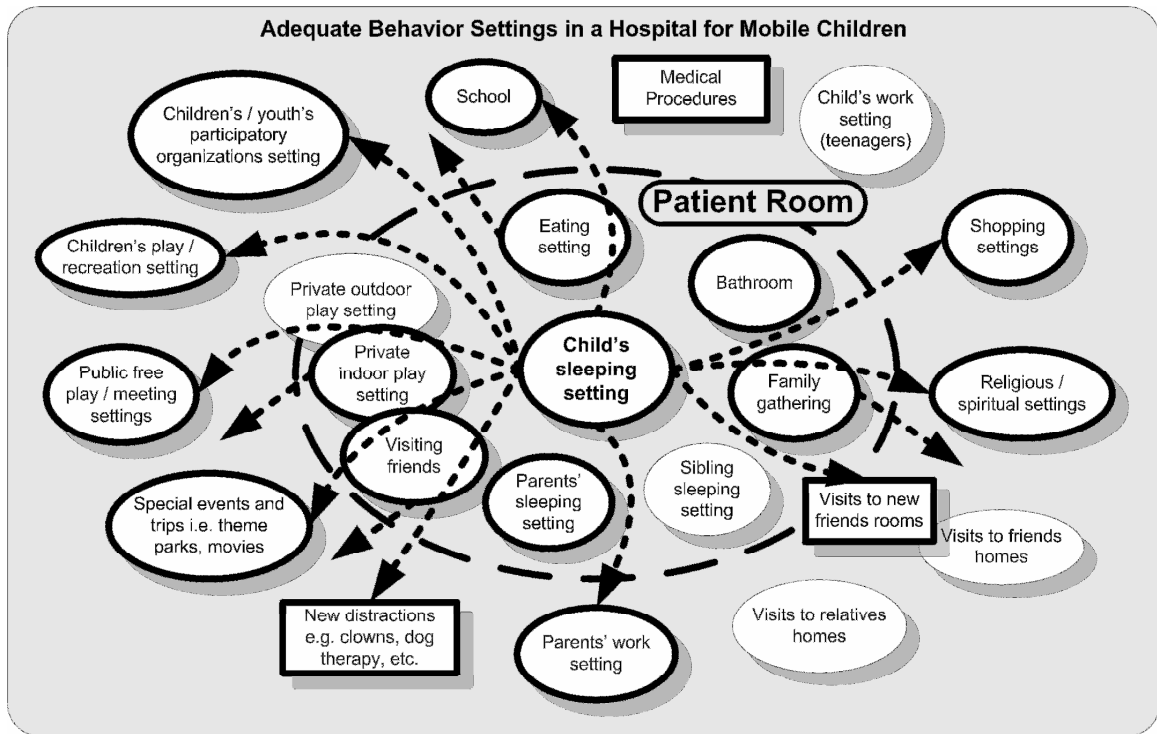 Adequate Behavior Settings in a Hospital for Mobile Children
Children's / youth's
participatory
organizations setting
School
Medical
Procedures
Child's work
setting
(teenagers)
Patient Room
Children's play /
recreation setting
Eating
setting
Shopping
settings
Private outdoor
play setting
Bathroom
Public free
play / meeting
settings
Private
indoor play
setting
Child's
sleeping
setting
Family
gathering
Religious /
spiritual settings
Visiting
friends
Special events and
trips i.e. theme
parks, movies
Parents'
sleeping
setting
Sibling
sleeping
setting
Visits to new
friends rooms
Visits to friends
homes
New distractions
e.g. clowns, dog
therapy, etc.
Parents' work
setting
Visits to relatives
homes